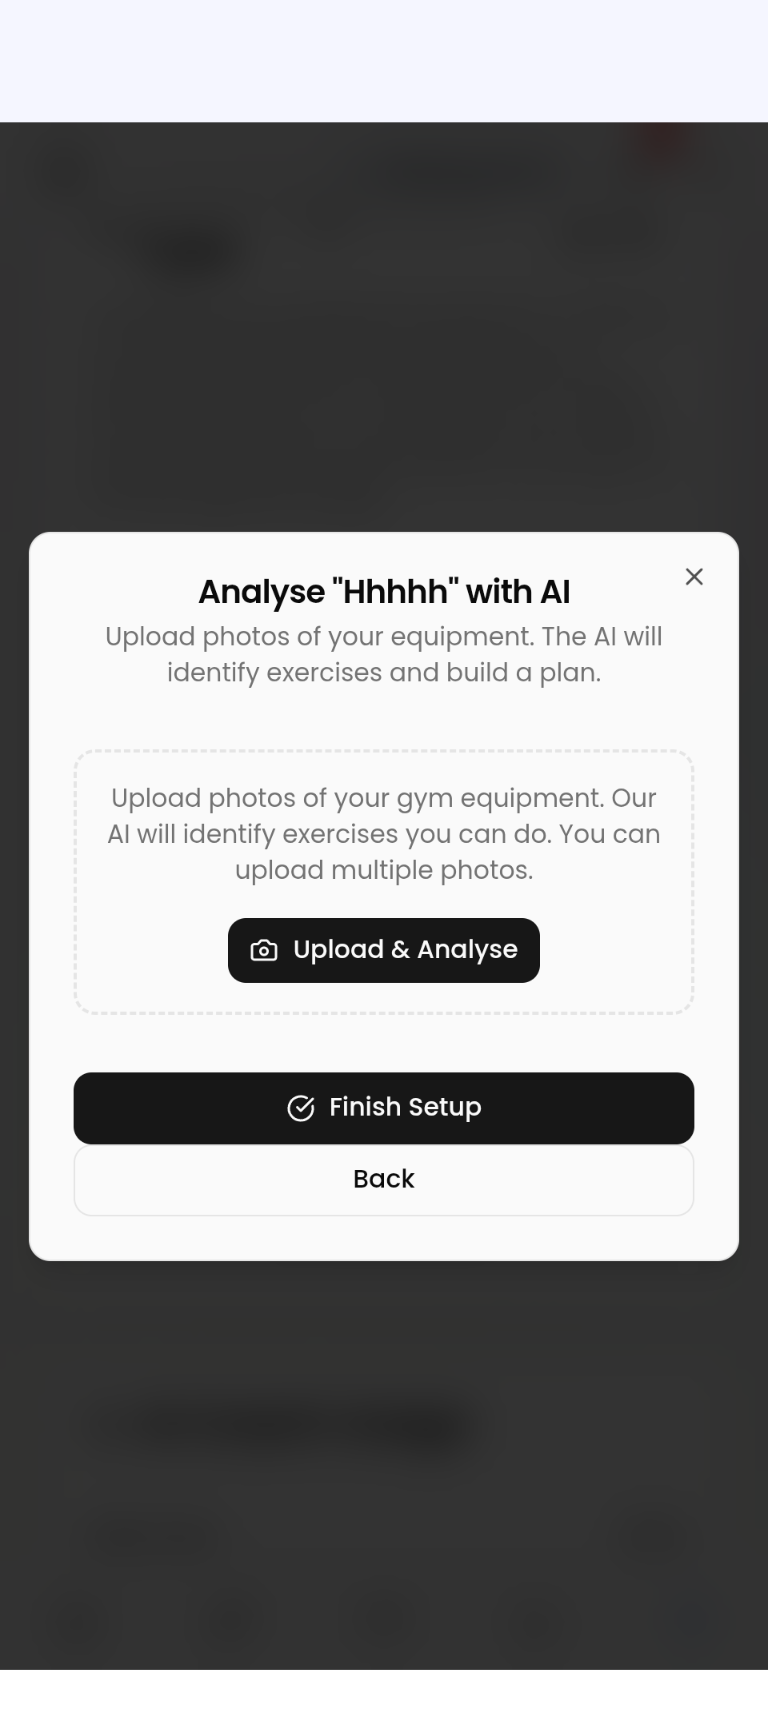 Analyse "Hhhhh" with AI
Upload photos of your equipment. The AI will
identify exercises and build a plan.
Upload photos of your gym equipment. Our
AI will identify exercises you can do. You can
upload multiple photos.
Upload & Analyse
Finish Setup
Back